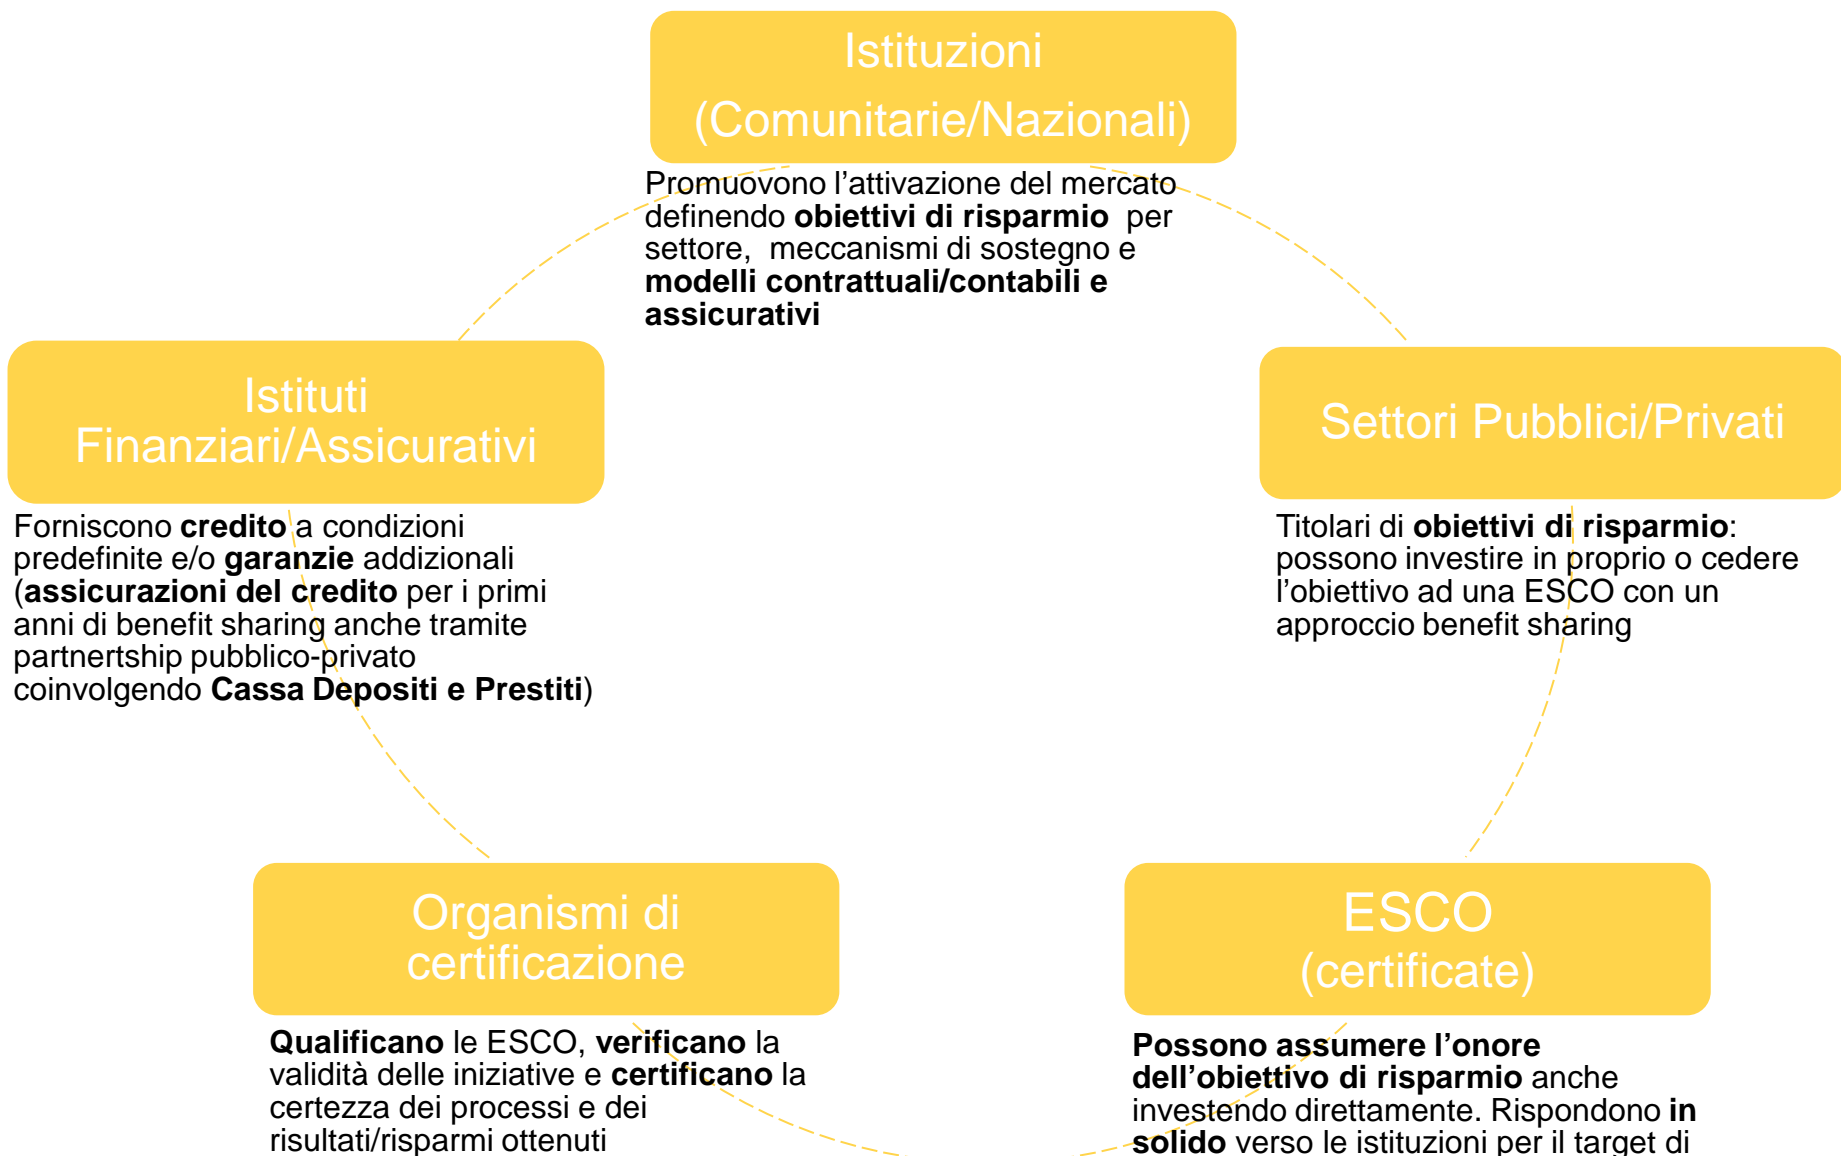 Istituzioni
(Comunitarie/Nazionali)
Promuovono l’attivazione del mercato
definendo obiettivi di risparmio per
settore, meccanismi di sostegno e
modelli contrattuali/contabili e
assicurativi
Istituti
Finanziari/Assicurativi
Forniscono credito a condizioni
predefinite e/o garanzie addizionali
(assicurazioni del credito per i primi
anni di benefit sharing anche tramite
partnertship pubblico-privato
coinvolgendo Cassa Depositi e Prestiti)
Settori Pubblici/Privati
Titolari di obiettivi di risparmio:
possono investire in proprio o cedere
l’obiettivo ad una ESCO con un
approccio benefit sharing
Organismi di
certificazione
Qualificano le ESCO, verificano la
validità delle iniziative e certificano la
certezza dei processi e dei
risultati/risparmi ottenuti
ESCO
(certificate)
Possono assumere l’onore
dell’obiettivo di risparmio anche
investendo direttamente. Rispondono in
solido verso le istituzioni per il target di